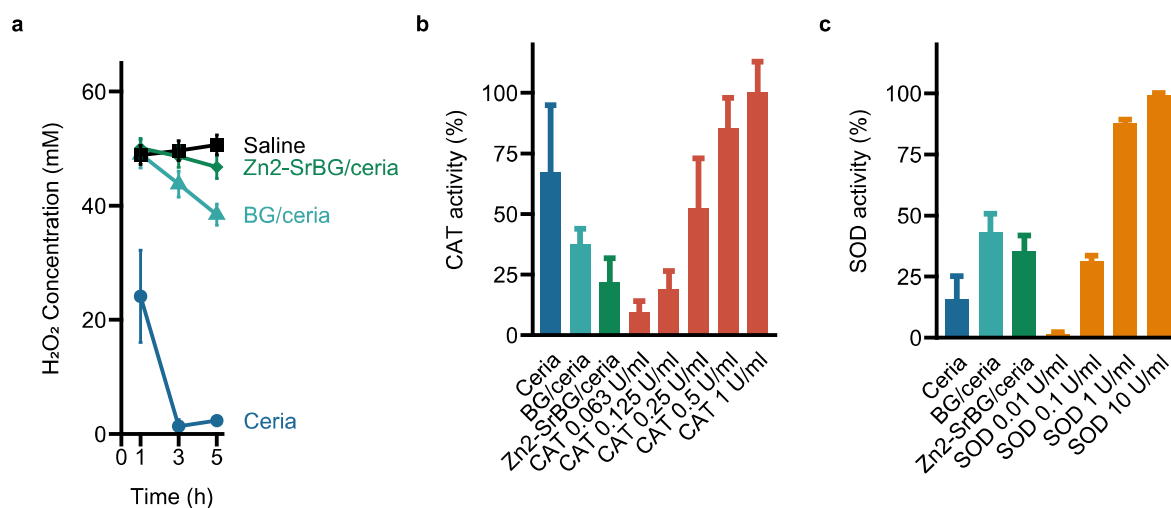 a
H₂O₂ Concentration (mM)
60
40
20
0
0 1 3 5
Time (h)
Saline
Zn2-SrBG/ceria
BG/ceria
Ceria
b
CAT activity (%)
100
75
50
25
0
Ceria
BG/ceria
Zn2-SrBG/ceria
CAT 0.063 U/ml
CAT 0.125 U/ml
CAT 0.25 U/ml
CAT 0.5 U/ml
CAT 1 U/ml
c
SOD activity (%)
100
75
50
25
0
Ceria
BG/ceria
Zn2-SrBG/ceria
SOD 0.01 U/ml
SOD 0.1 U/ml
SOD 1 U/ml
SOD 10 U/ml